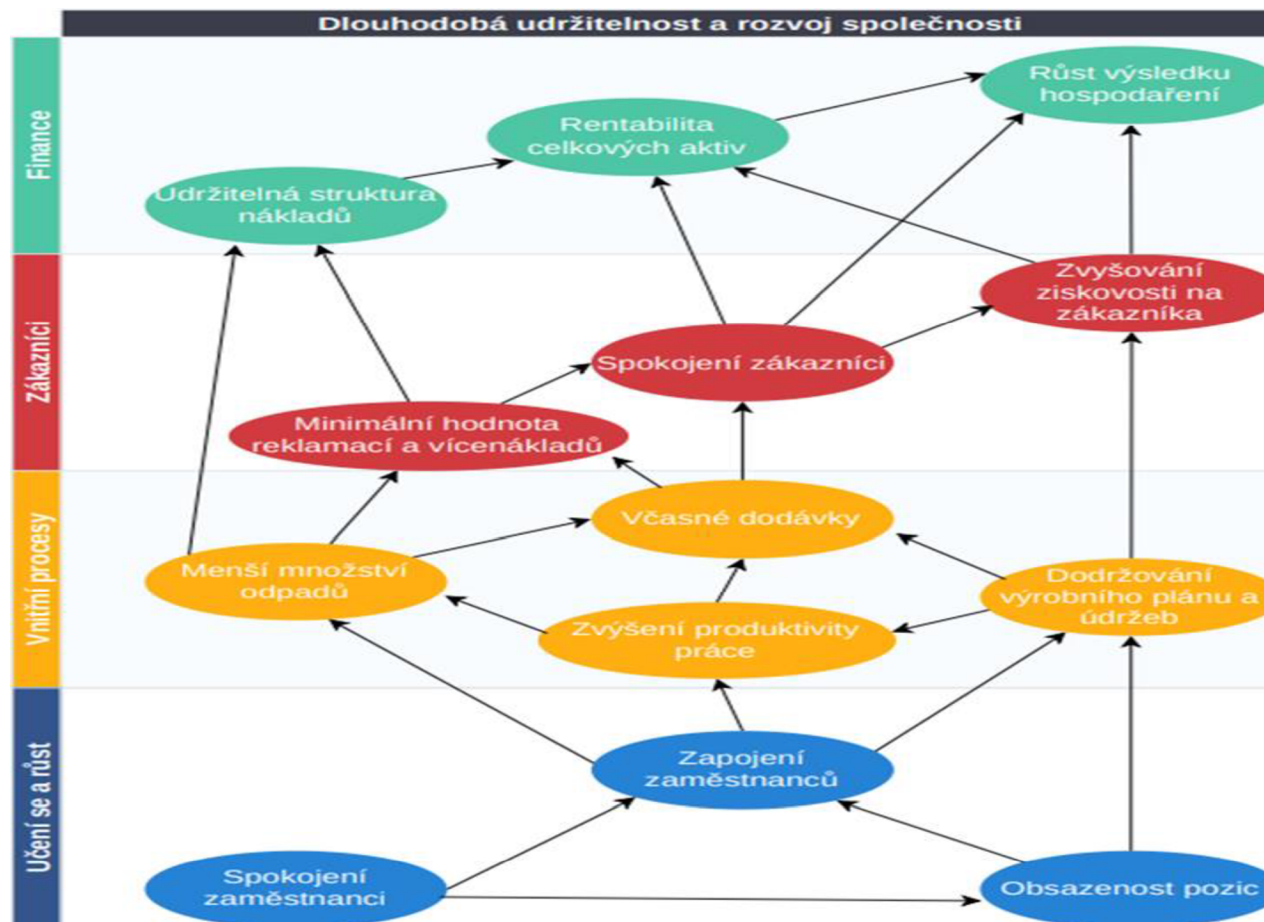 Dlouhodobá udržitelnost a rozvoj společnosti
Finance
Růst výsledku
hospodaření
Rentabilita
celkových aktiv
Udržitelná struktura
nákladů
Zákazníci
Zvyšování
ziskovosti na
zákazníka
Spokojení zákazníci
Minimální hodnota
reklamací a vícenákladů
Vnitřní procesy
Včasné dodávky
Menší množství
odpadů
Dodržování
výrobního plánu a
údržeb
Zvýšení produktivity
práce
Učení se a růst
Zapojení
zaměstnanců
Spokojení
zaměstnanci
Obsazenost pozic